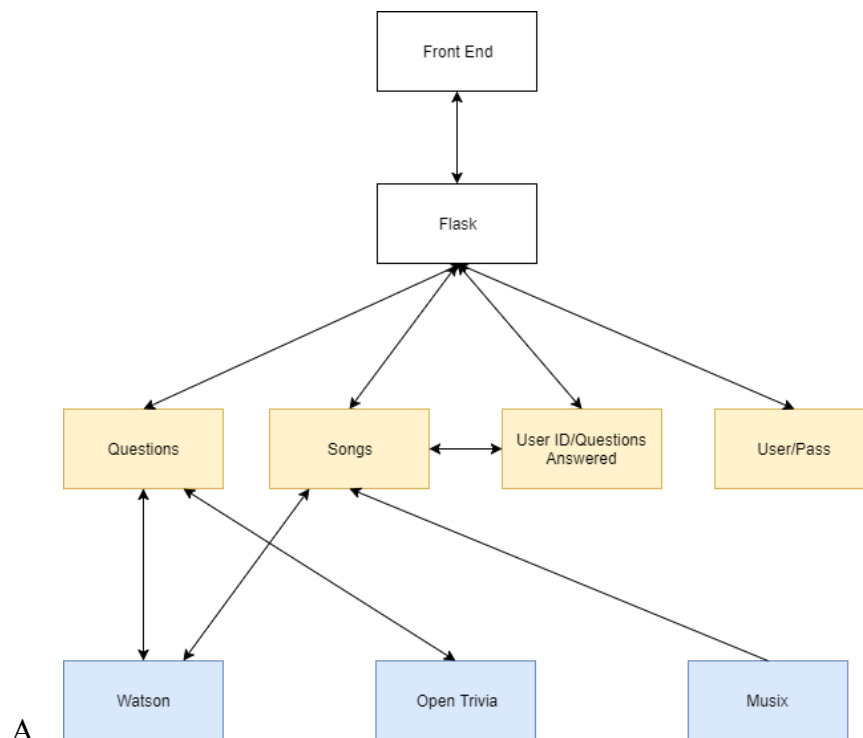 Front End
Flask
Questions
Songs
User ID/Questions
Answered
User/Pass
Watson
Open Trivia
Musix
A